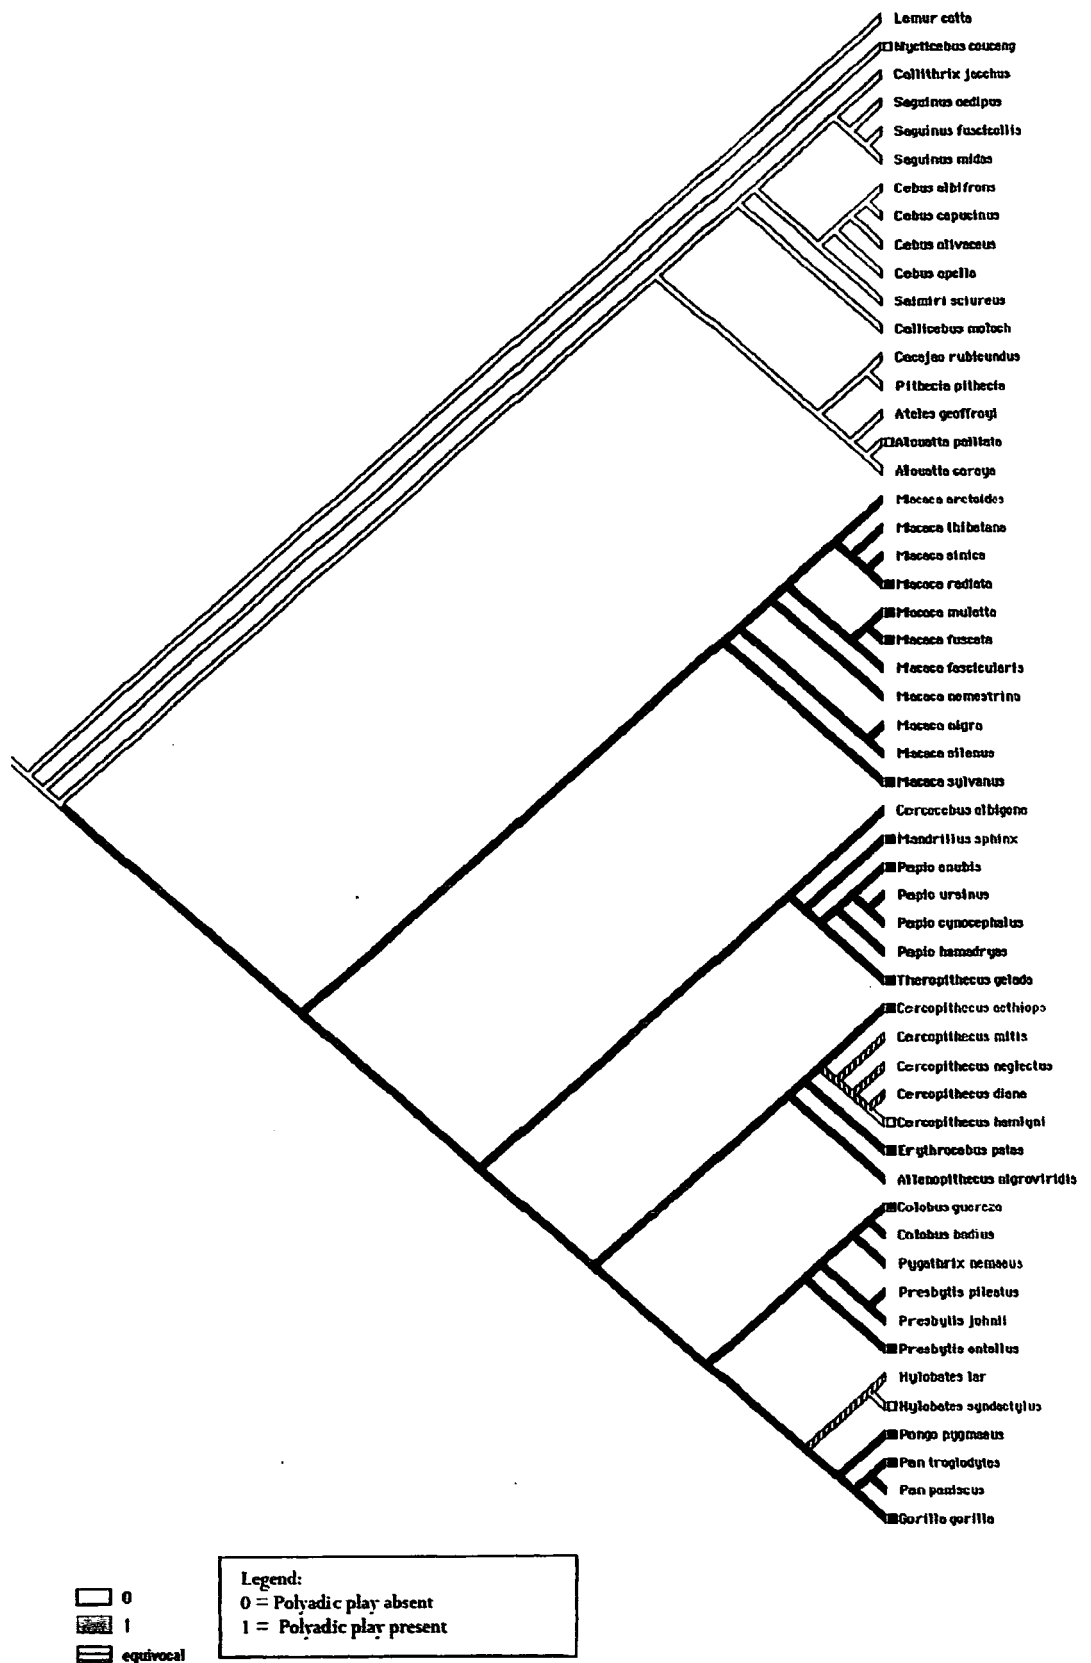 Lemur catta
Nycticebus coucang
Callithrix jacchus
Saguinus oedipus
Saguinus fuscicollis
Saguinus midas
Cebus albifrons
Cebus capucinus
Cebus olivaceus
Cebus apella
Saimiri sciureus
Callicebus moloch
Cacajao rubicundus
Pithecia pithecia
Ateles geoffroyi
Alouatta palliata
Alouatta caraya
Macaca arctoides
Macaca thibetana
Macaca sinica
Macaca radiata
Macaca mulatta
Macaca fuscata
Macaca fascicularis
Macaca nemestrina
Macaca nigra
Macaca silenus
Macaca sylvanus
Cercocebus albigena
Mandrillus sphinx
Papio anubis
Papio ursinus
Papio cynocephalus
Papio hamadryas
Theropithecus gelada
Cercopithecus aethiops
Cercopithecus mitis
Cercopithecus neglectus
Cercopithecus diana
Cercopithecus hamlyni
Erythrocebus patas
Allenopithecus nigroviridis
Colobus guereza
Colobus badius
Pygathrix nemaeus
Presbytis pileatus
Presbytis johnii
Presbytis entellus
Hylobates lar
Hylobates syndactylus
Pongo pygmaeus
Pan troglodytes
Pan paniscus
Gorilla gorilla
0
1
equivocal
Legend:
0 = Polyadic play absent
1 = Polyadic play present